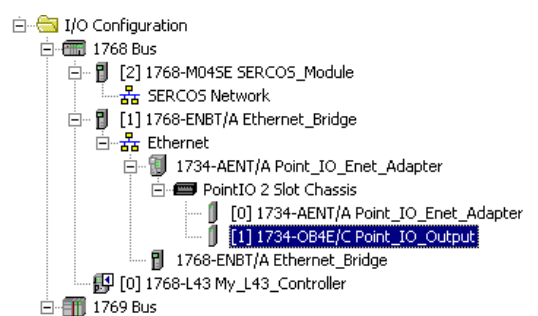 I/O Configuration
1768 Bus
[2] 1768-M04SE SERCOS_Module
SERCOS Network
[1] 1768-ENBT/A Ethernet_Bridge
Ethernet
1734-AENT/A Point_IO_Enet_Adapter
PointIO 2 Slot Chassis
[0] 1734-AENT/A Point_IO_Enet_Adapter
[1] 1734-OB4E/C Point_IO_Output
1768-ENBT/A Ethernet_Bridge
[0] 1768-L43 My_L43_Controller
1769 Bus